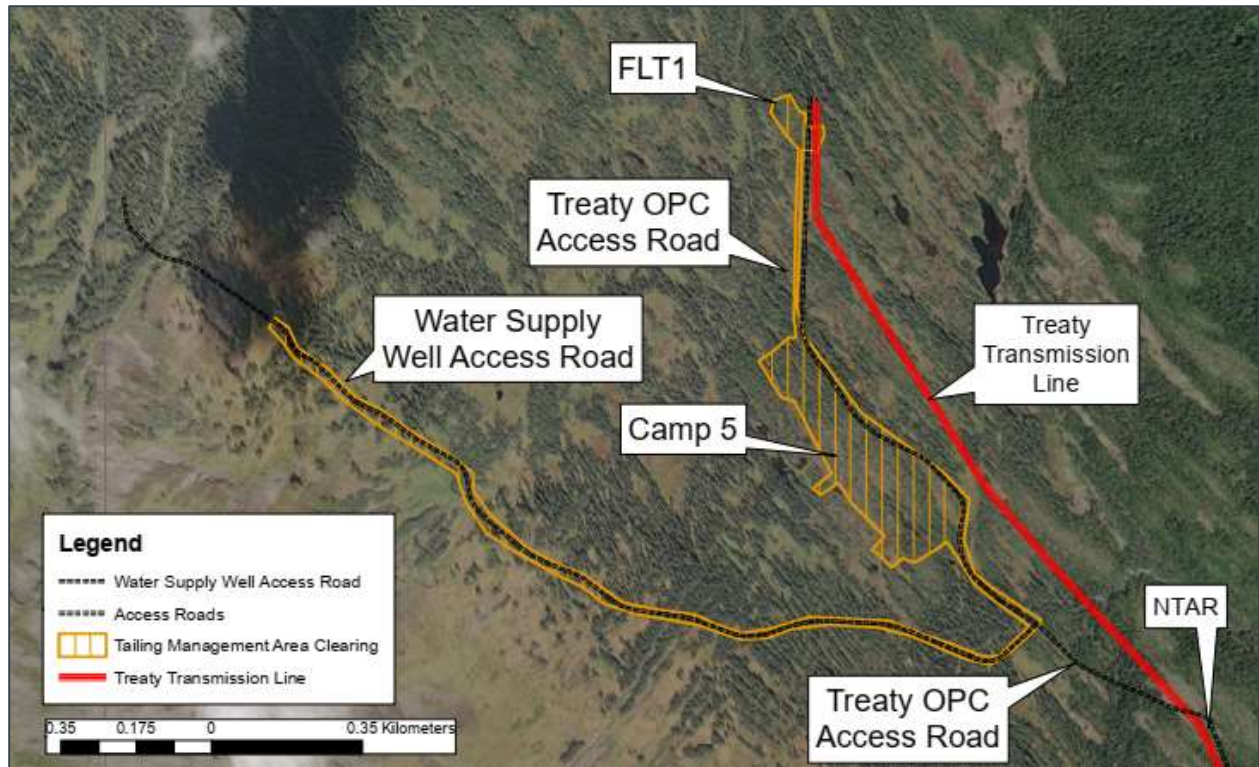 FLT1
Treaty OPC
Access Road
Water Supply
Well Access Road
Treaty
Transmission
Line
Camp 5
NTAR
Treaty OPC
Access Road
Legend
Water Supply Well Access Road
Access Roads
Tailing Management Area Clearing
Treaty Transmission Line
0.35 0.175 0 0.35 Kilometers